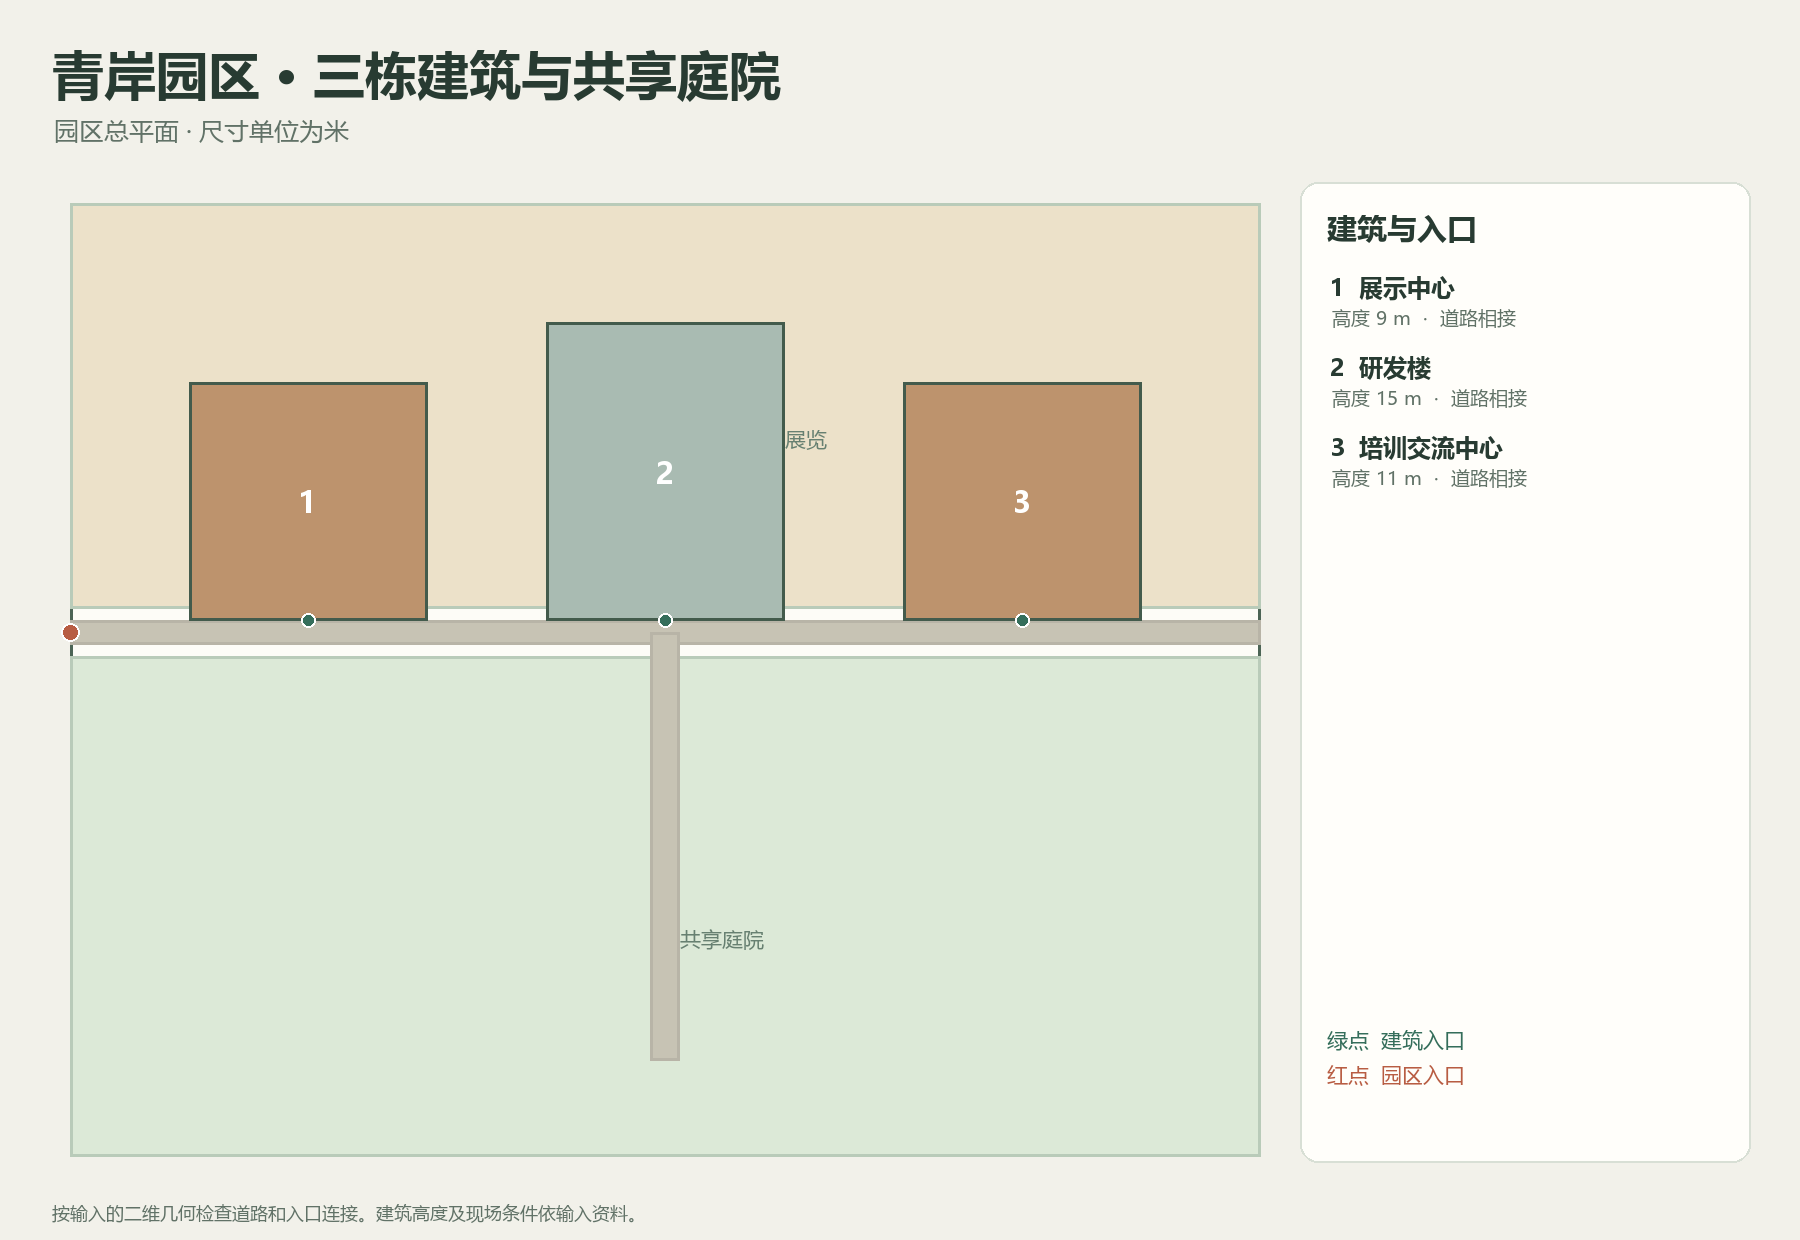 青岸园区·三栋建筑与共享庭院
园区总平面 · 尺寸单位为米
建筑与入口
1 展示中心
高度 9 m · 道路相接
2 研发楼
高度 15 m · 道路相接
3 培训交流中心
高度 11 m · 道路相接
展览
2
1
3
共享庭院
绿点 建筑入口
红点 园区入口
按输入的二维几何检查道路和入口连接。建筑高度及现场条件依输入资料。